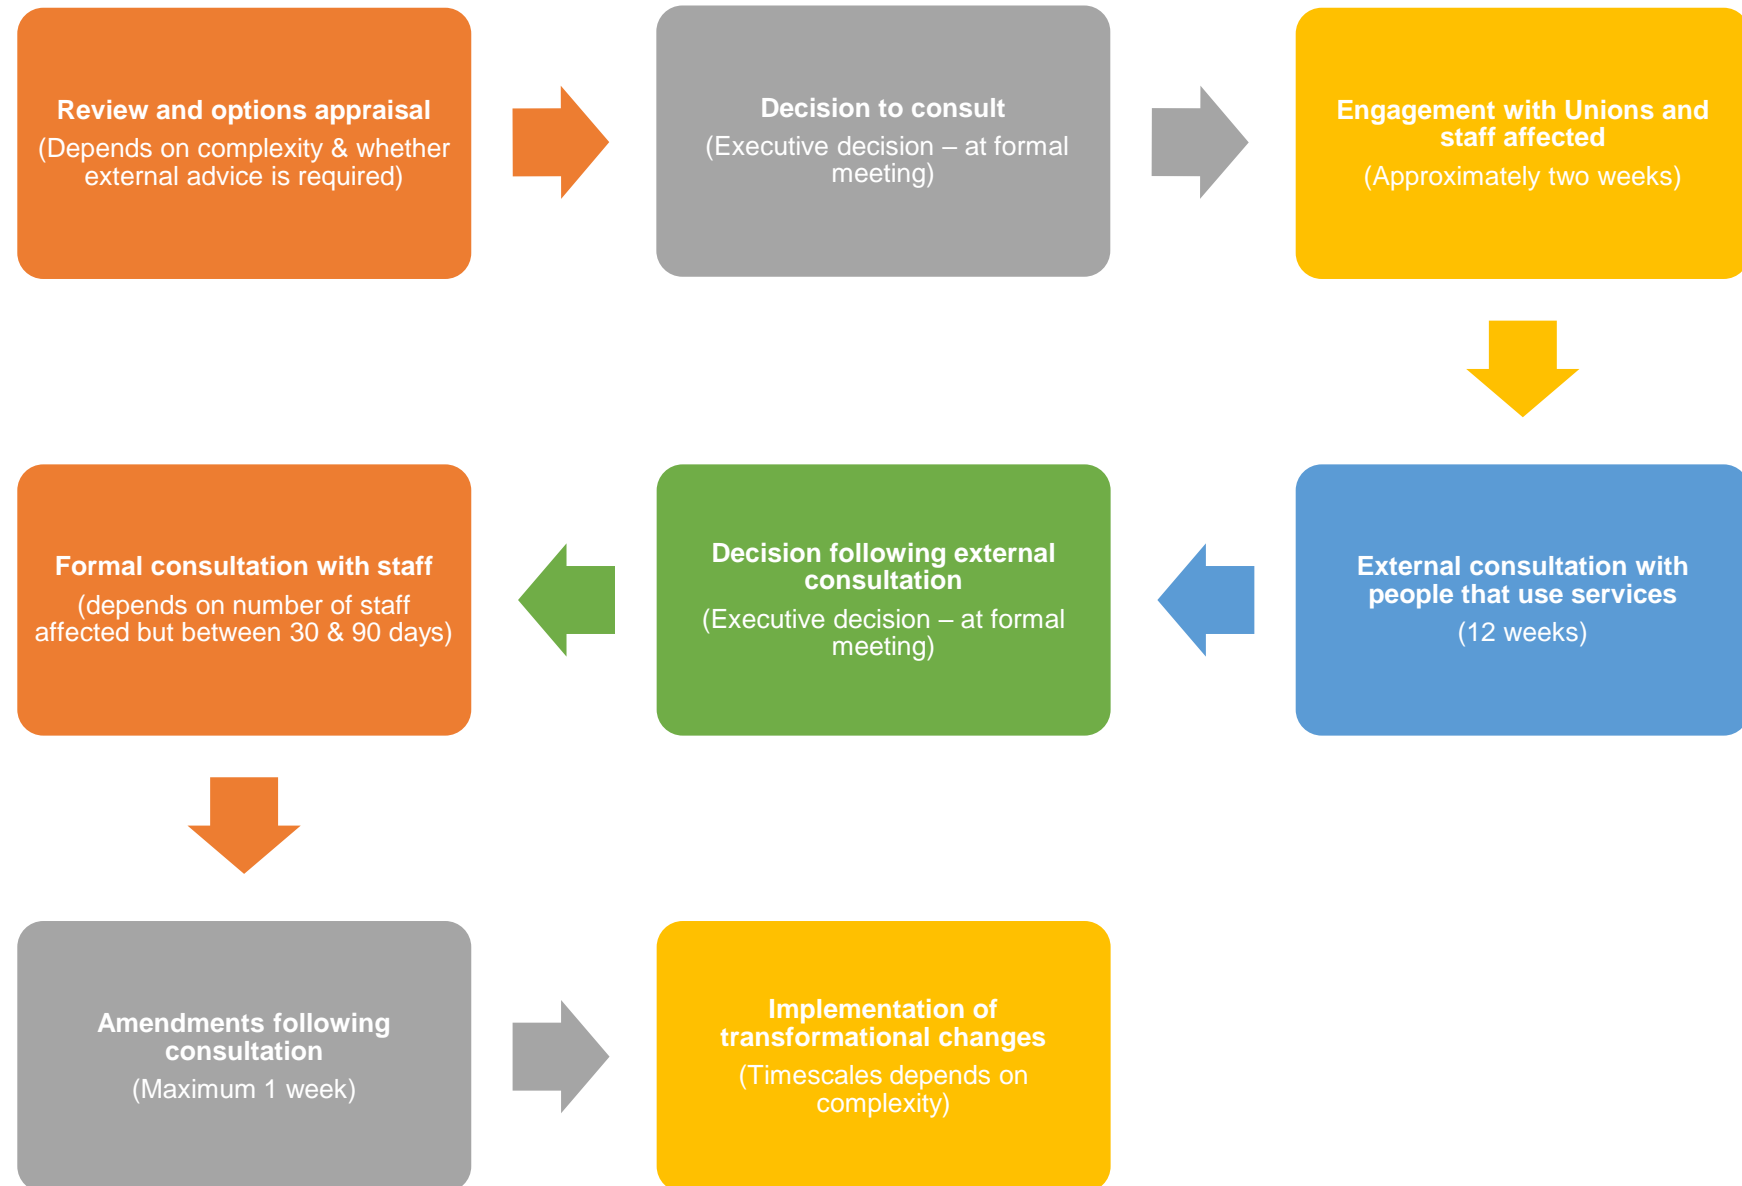 Review and options appraisal
(Depends on complexity & whether
external advice is required)
Decision to consult
(Executive decision – at formal
meeting)
Engagement with Unions and
staff affected
(Approximately two weeks)
External consultation with
people that use services
(12 weeks)
Decision following external
consultation
(Executive decision – at formal
meeting)
Formal consultation with staff
(depends on number of staff
affected but between 30 & 90 days)
Amendments following
consultation
(Maximum 1 week)
Implementation of
transformational changes
(Timescales depends on
complexity)